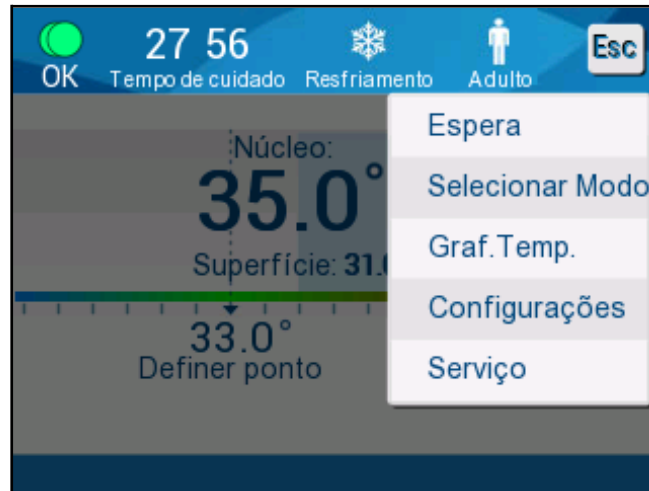 OK
27 56
Tempo de cuidado
Resfriamento
Adulto
Esc
Núcleo:
35.0°
Superfície: 31.
33.0°
Definer ponto
Espera
Selecionar Modo
Graf.Temp.
Configurações
Serviço